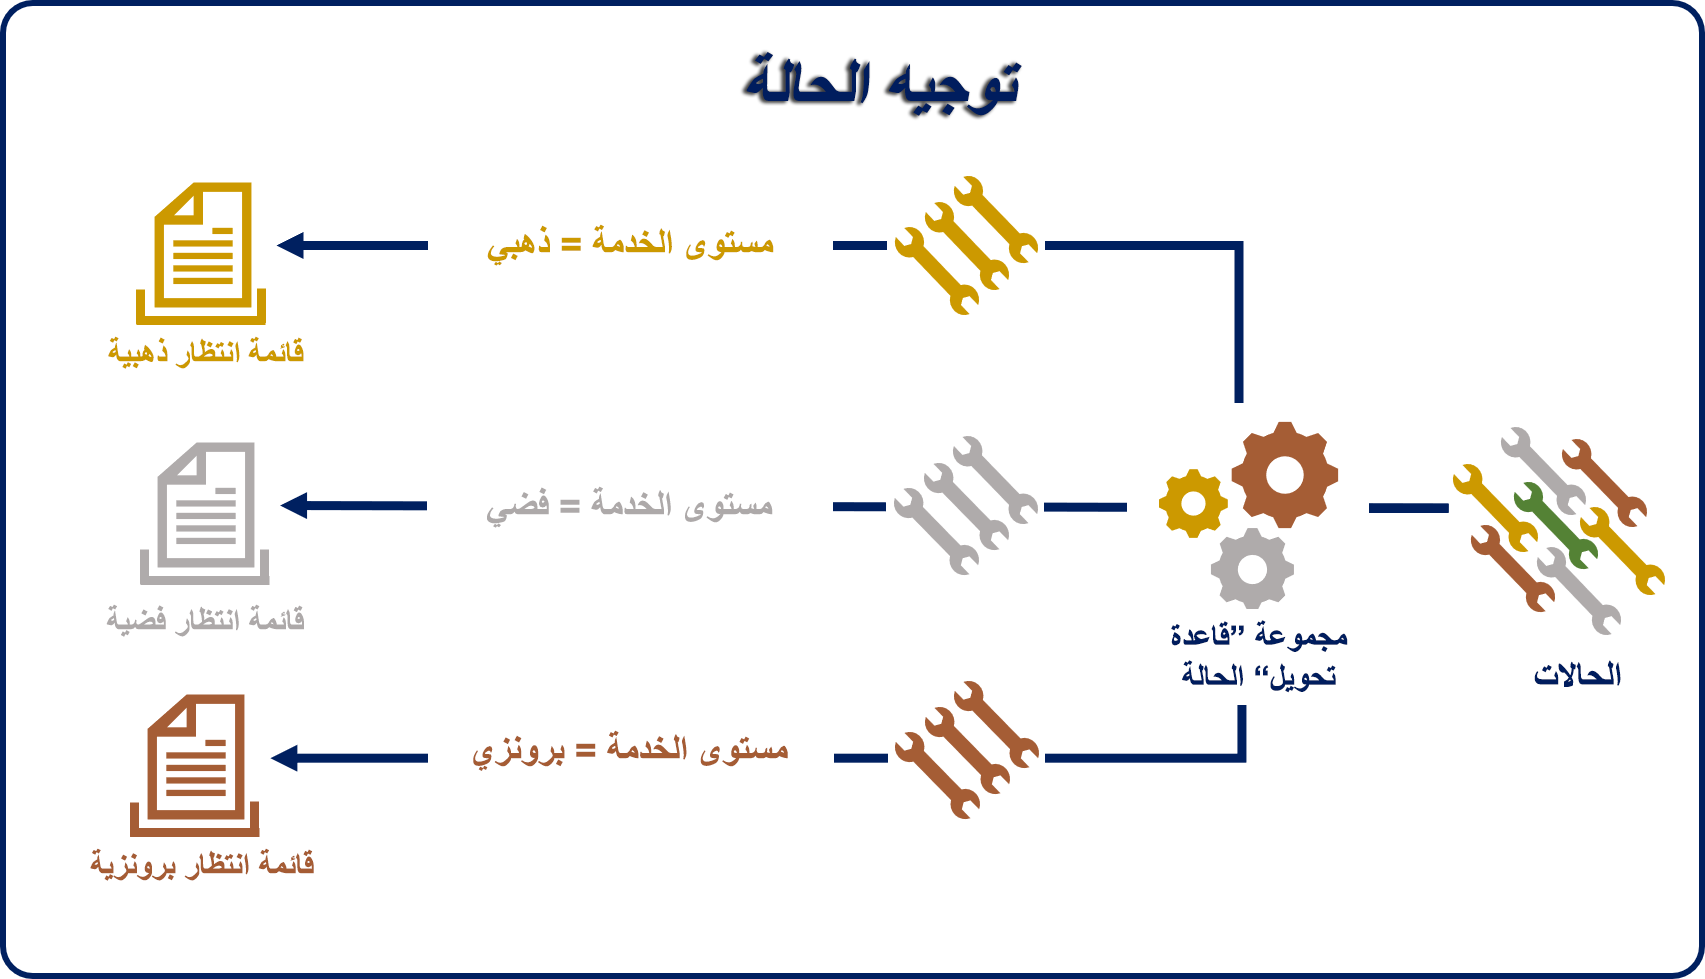 توجيه الحالة
الحالات
مجموعة ”قاعدة
تحويل“ الحالة
مستوى الخدمة = ذهبي
قائمة انتظار ذهبية
مستوى الخدمة = فضي
قائمة انتظار فضية
مستوى الخدمة = برونزي
قائمة انتظار برونزية